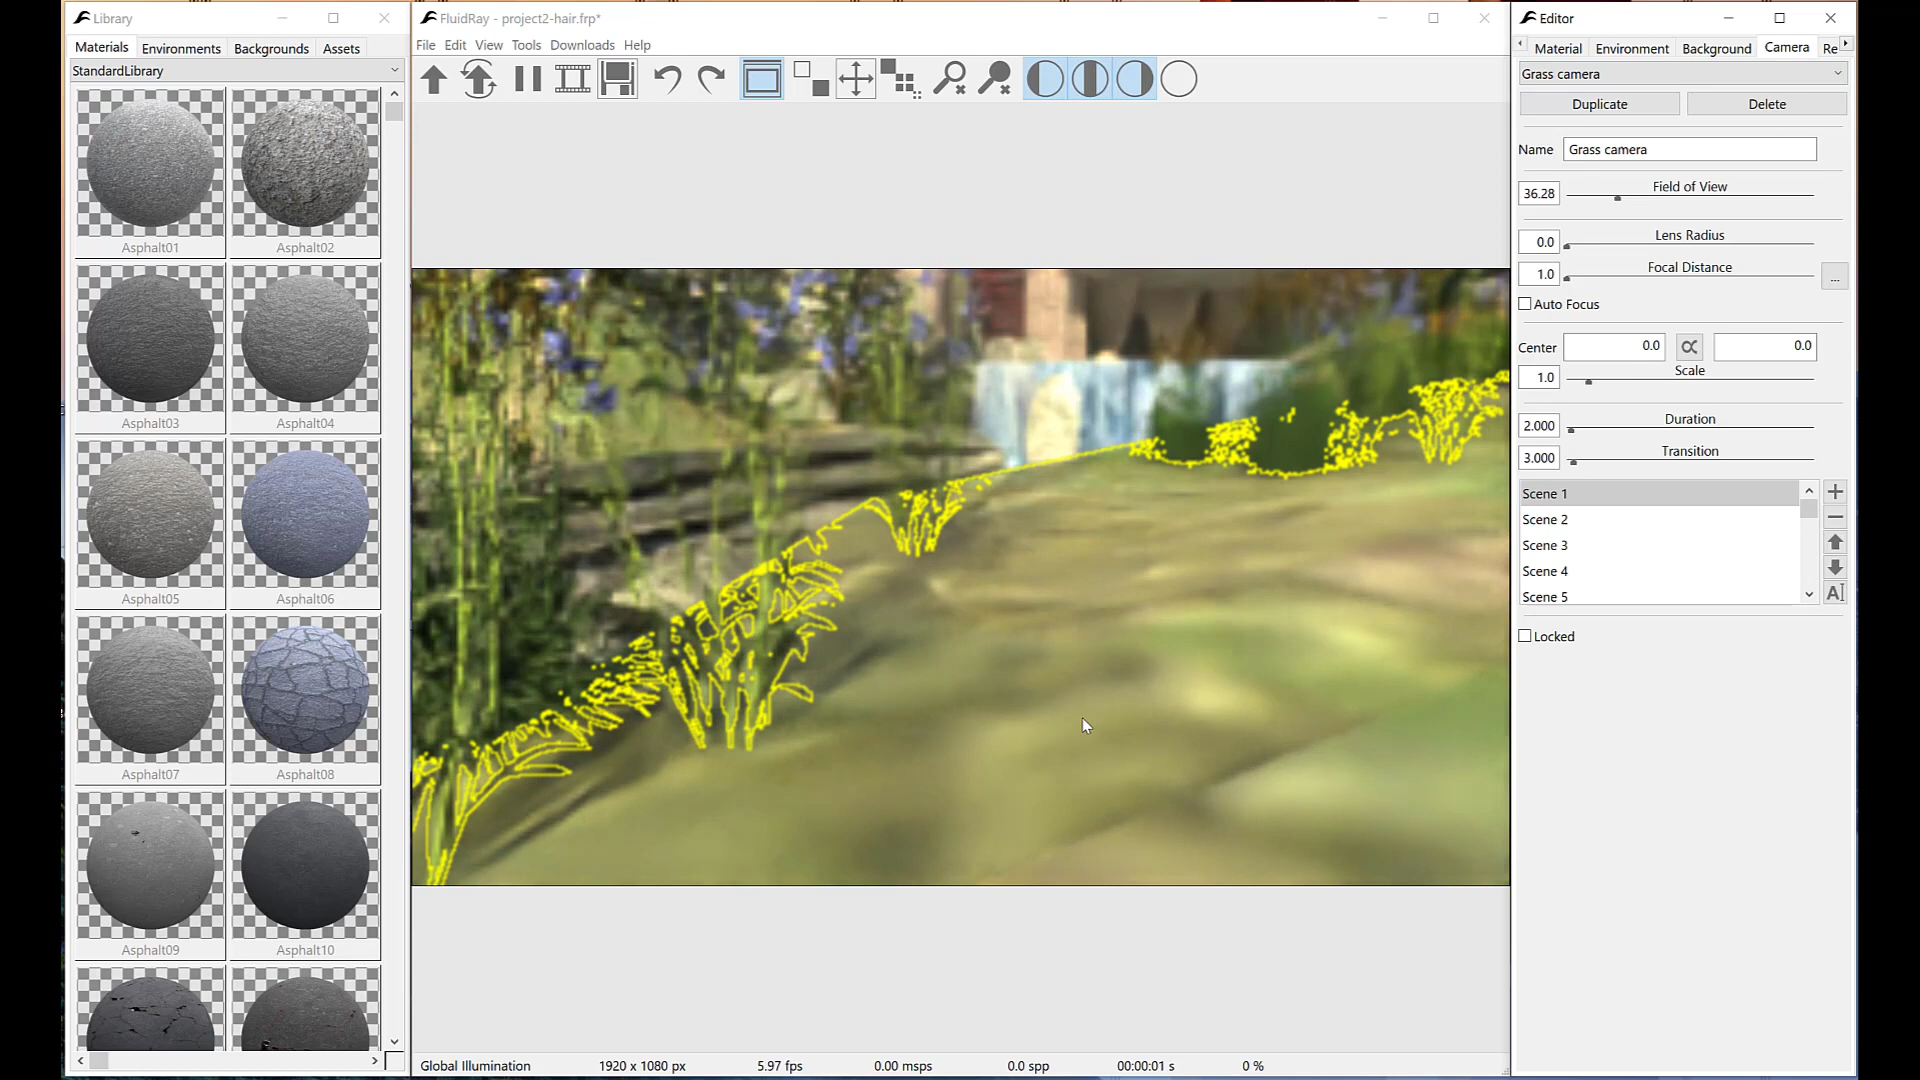 Library
Materials
Environments
Backgrounds
Assets
StandardLibrary
Asphalt01
Asphalt02
Asphalt03
Asphalt04
Asphalt05
Asphalt06
Asphalt07
Asphalt08
Asphalt09
Asphalt10
FluidRay - project2-hair.frp*
File Edit View Tools Downloads Help
Global Illumination 1920 x 1080 px 5.97 fps 0.00 msps 0.0 spp 00:00:01 s 0 %
Editor
Material Environment Background Camera Re
Grass camera
Duplicate Delete
Name Grass camera
36.28 Field of View
0.0 Lens Radius
1.0 Focal Distance ...
Auto Focus
Center 0.0 0.0
1.0 Scale
2.000 Duration
3.000 Transition
Scene 1
Scene 2
Scene 3
Scene 4
Scene 5
Locked